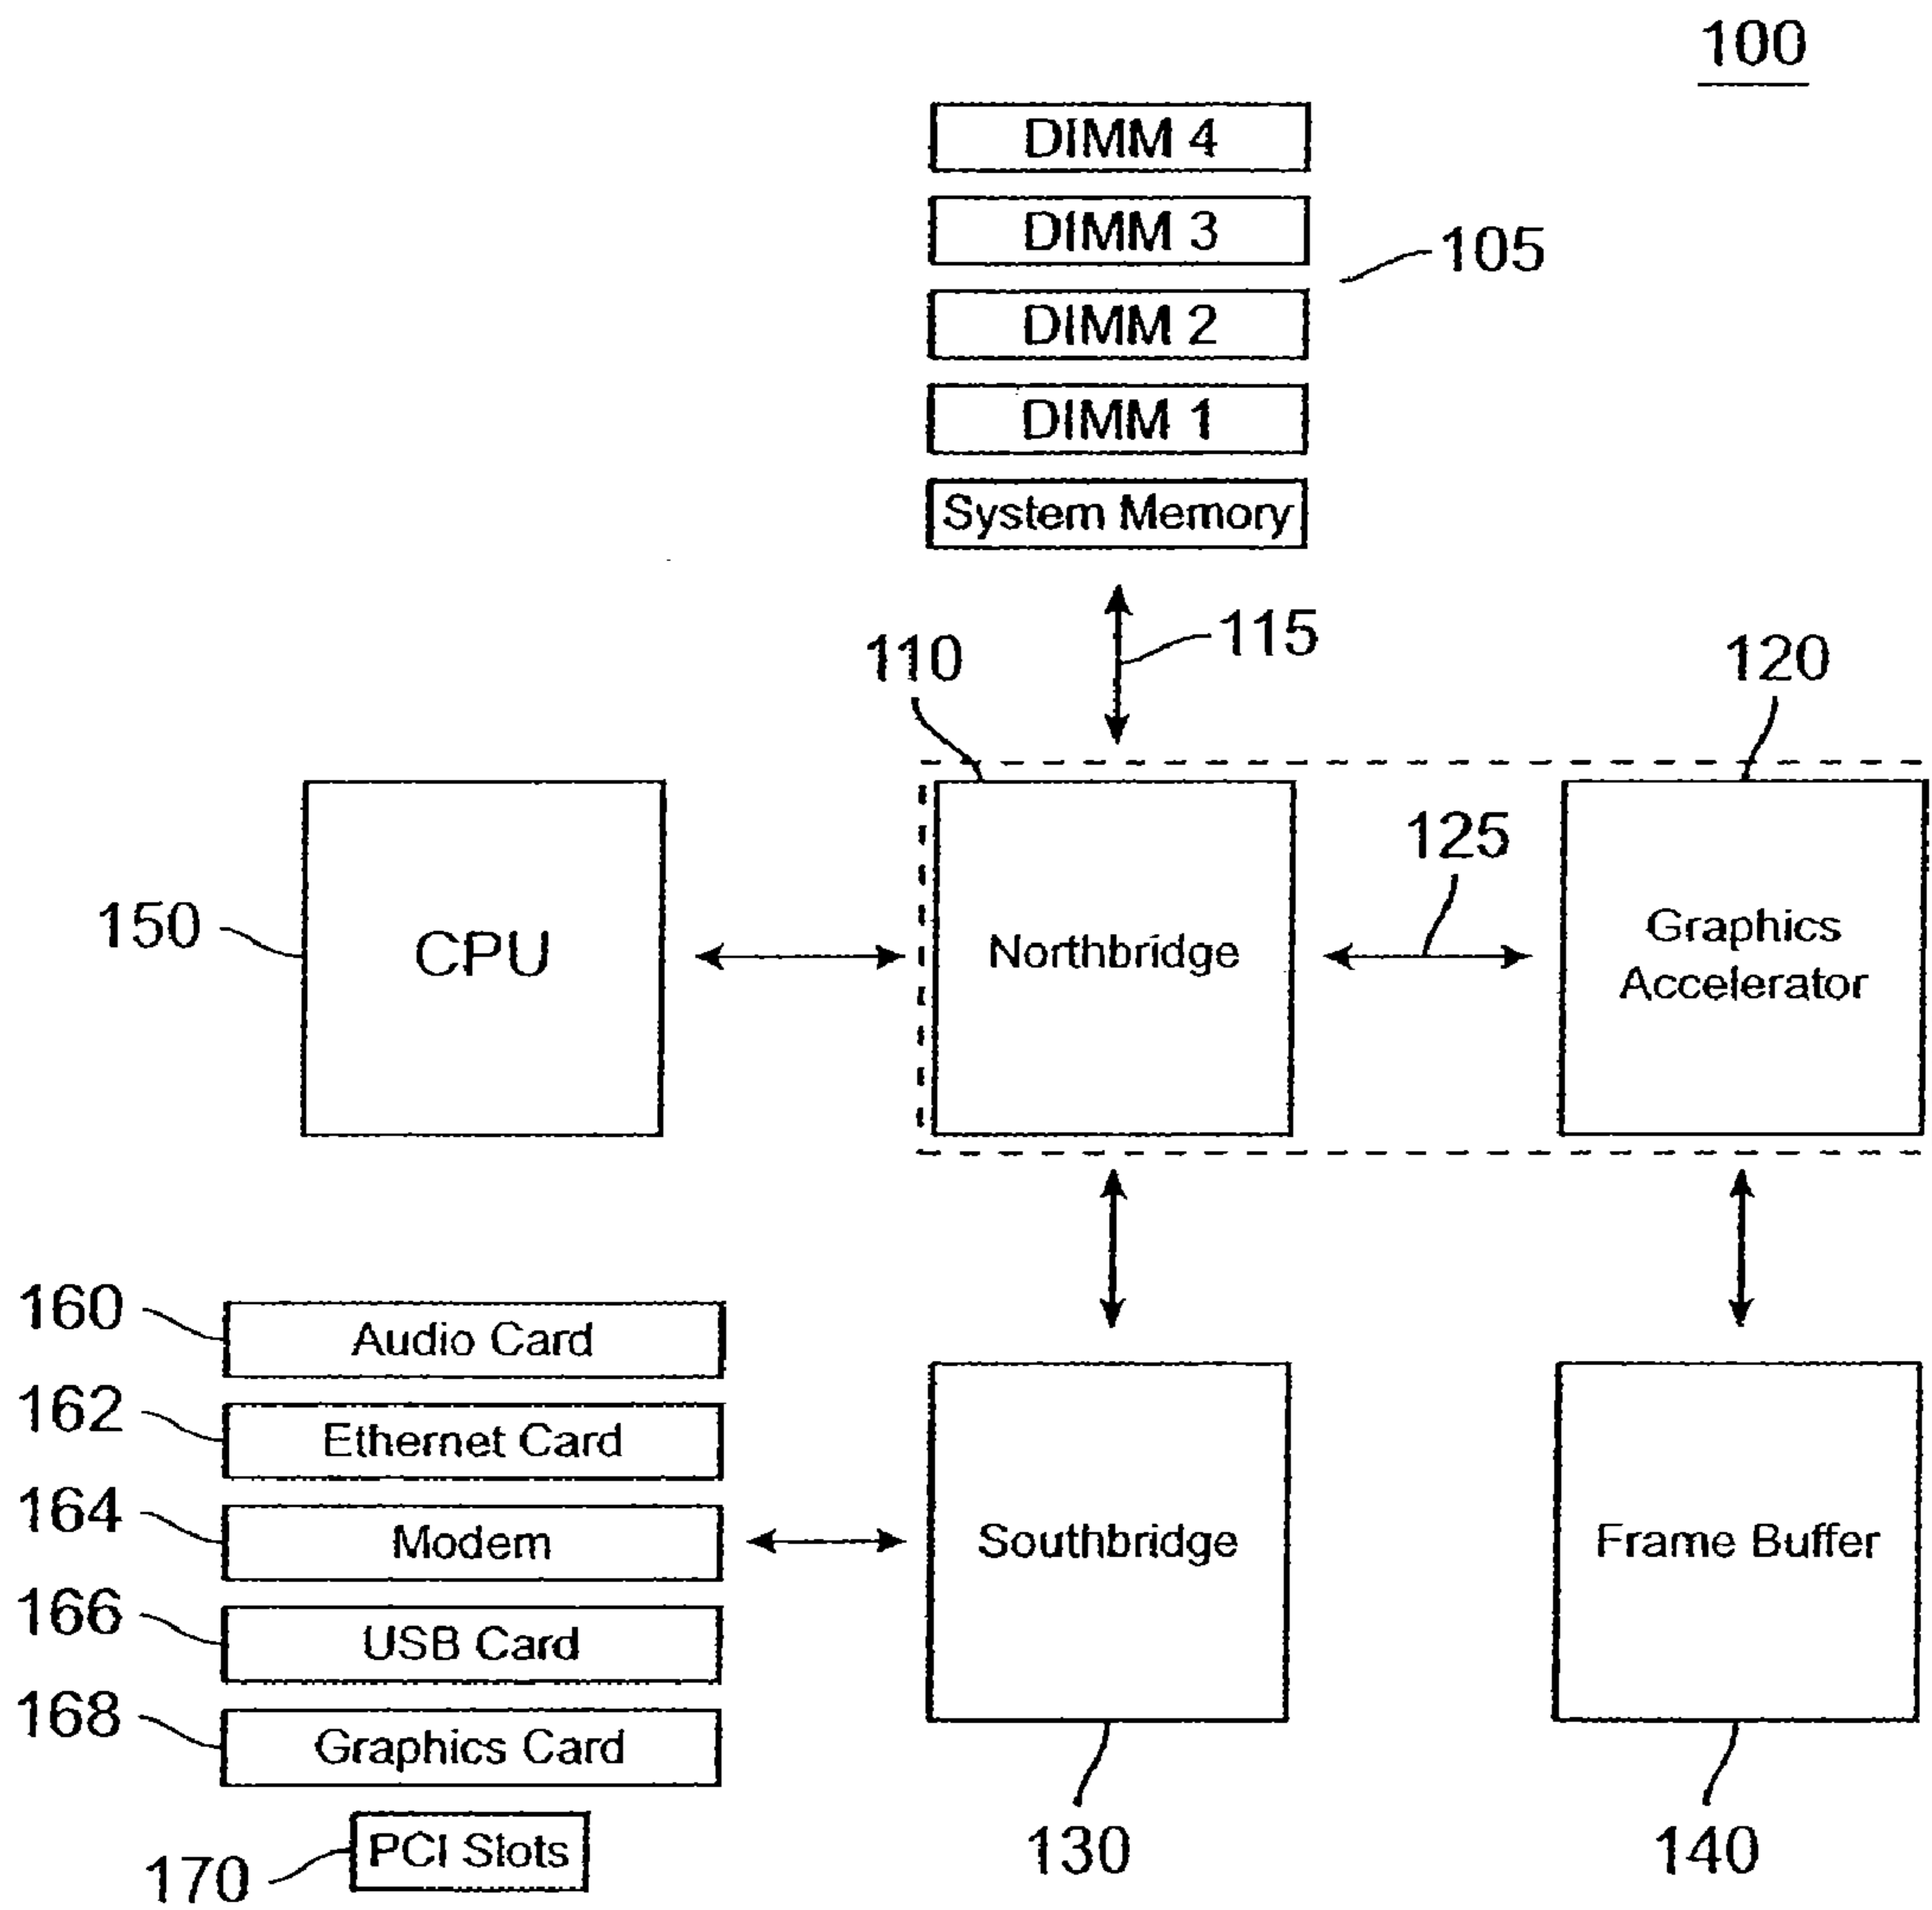 100
DIMM 4
DIMM 3
105
DIMM 2
DIMM 1
System Memory
115
110
120
125
150
CPU
Northbridge
Graphics
Accelerator
160
Audio Card
162
Ethernet Card
164
Modem
Southbridge
Frame Buffer
166
USB Card
168
Graphics Card
170
PCI Slots
130
140